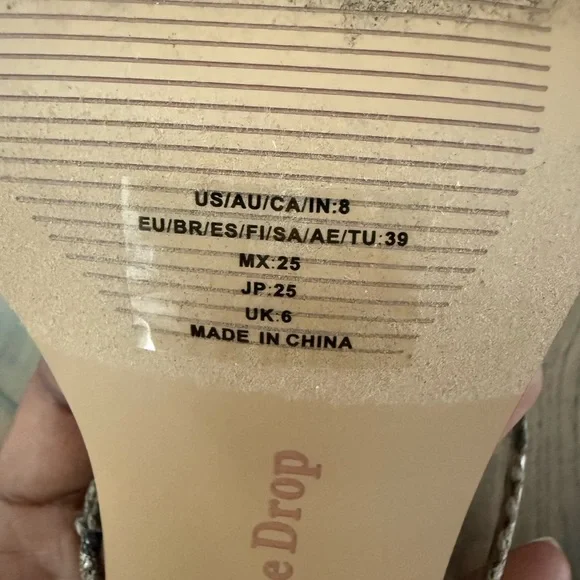 US/AU/CA/IN:8
EU/BR/ES/FI/SA/AE/TU:39
MX:25
JP:25
UK:6
MADE IN CHINA
e Drop